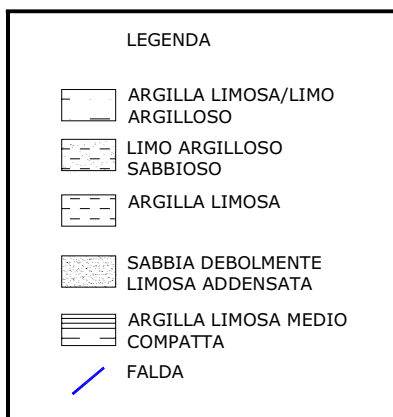 LEGENDA
ARGILLA LIMOSA/LIMO
ARGILLOSO
LIMO ARGILLOSO
SABBIOSO
ARGILLA LIMOSA
SABBIA DEBOLMENTE
LIMOSA ADDENSATA
ARGILLA LIMOSA MEDIO
COMPATTA
FALDA